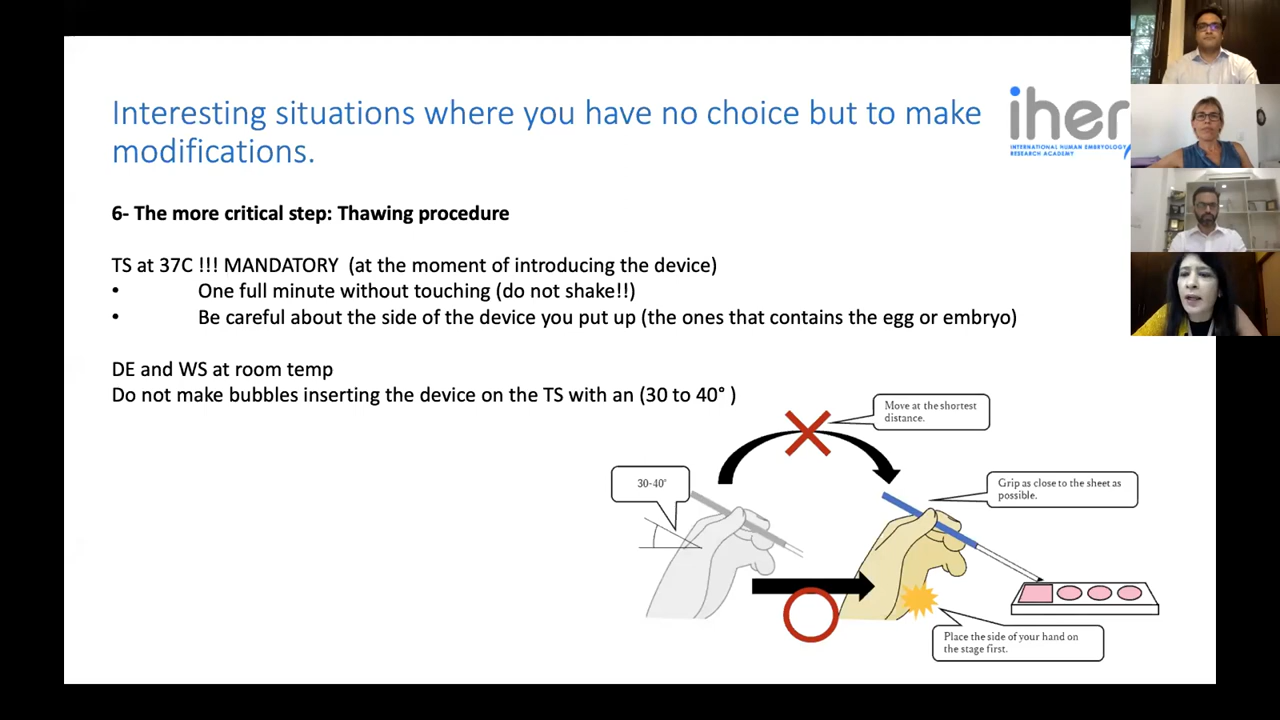 Interesting situations where you have no choice but to make
modifications.
iher
INTERNATIONAL HUMAN EMBRYOLOGY
RESEARCH ACADEMY
6- The more critical step: Thawing procedure
TS at 37C !!! MANDATORY (at the moment of introducing the device)
• One full minute without touching (do not shake!!)
• Be careful about the side of the device you put up (the ones that contains the egg or embryo)
DE and WS at room temp
Do not make bubbles inserting the device on the TS with an (30 to 40° )
Move at the shortest
distance.
30-40°
Grip as close to the sheet as
possible.
Place the side of your hand on
the stage first.